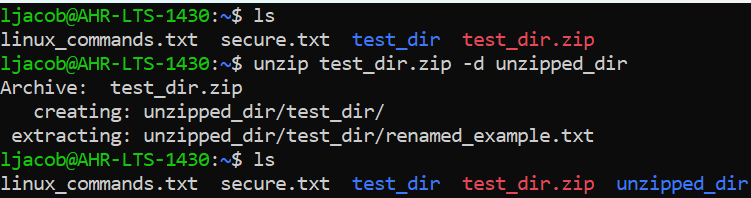 ljacob@AHR-LTS-1430:~$ ls
linux_commands.txt  secure.txt  test_dir  test_dir.zip
ljacob@AHR-LTS-1430:~$ unzip test_dir.zip -d unzipped_dir
Archive:  test_dir.zip
   creating: unzipped_dir/test_dir/
 extracting: unzipped_dir/test_dir/renamed_example.txt
ljacob@AHR-LTS-1430:~$ ls
linux_commands.txt  secure.txt  test_dir  test_dir.zip  unzipped_dir